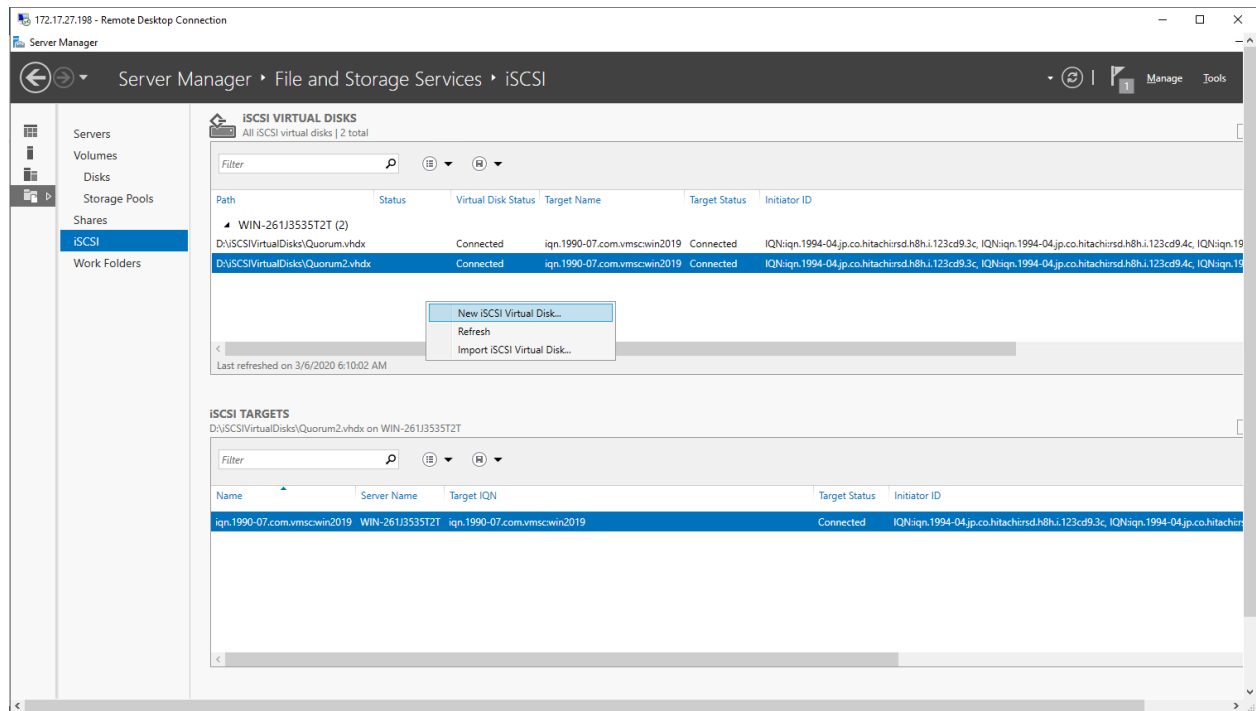 172.17.27.198 - Remote Desktop Connection
Server Manager
Server Manager ‣ File and Storage Services ‣ iSCSI
1
Manage
Tools
Servers
Volumes
Disks
Storage Pools
Shares
iSCSI
Work Folders
iSCSI VIRTUAL DISKS
All iSCSI virtual disks | 2 total
Filter
Path Status Virtual Disk Status Target Name Target Status Initiator ID
WIN-261J3535T2T (2)
D:\iSCSIVirtualDisks\Quorum.vhdx Connected iqn.1990-07.com.vmsc:win2019 Connected IQN:iqn.1994-04.jp.co.hitachi:rsd.h8h.i.123cd9.3c, IQN:iqn.1994-04.jp.co.hitachi:rsd.h8h.i.123cd9.4c, IQN:iqn.19
D:\iSCSIVirtualDisks\Quorum2.vhdx Connected iqn.1990-07.com.vmsc:win2019 Connected IQN:iqn.1994-04.jp.co.hitachi:rsd.h8h.i.123cd9.3c, IQN:iqn.1994-04.jp.co.hitachi:rsd.h8h.i.123cd9.4c, IQN:iqn.19
New iSCSI Virtual Disk...
Refresh
Import iSCSI Virtual Disk...
Last refreshed on 3/6/2020 6:10:02 AM
iSCSI TARGETS
D:\iSCSIVirtualDisks\Quorum2.vhdx on WIN-261J3535T2T
Filter
Name Server Name Target IQN Target Status Initiator ID
iqn.1990-07.com.vmsc:win2019 WIN-261J3535T2T iqn.1990-07.com.vmsc:win2019 Connected IQN:iqn.1994-04.jp.co.hitachi:rsd.h8h.i.123cd9.3c, IQN:iqn.1994-04.jp.co.hitachi:rs